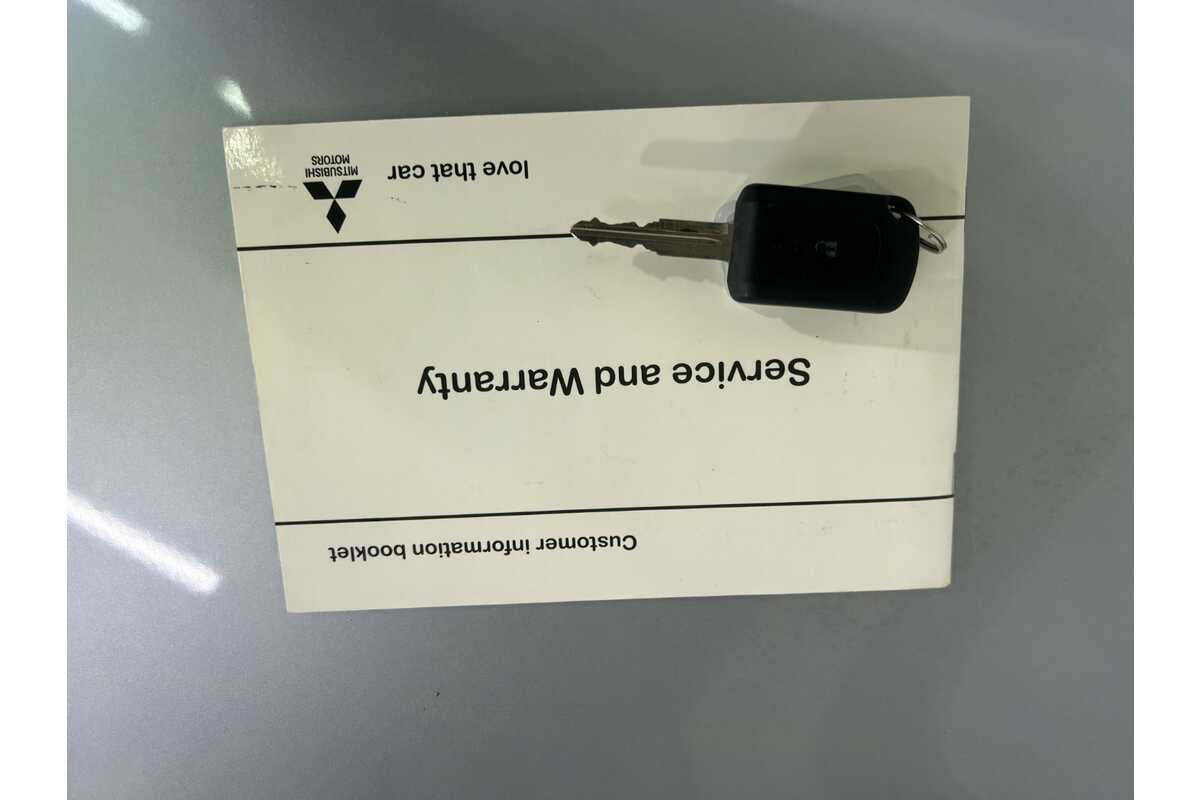 Customer information booklet
Service and Warranty
love that car
MITSUBISHI
MOTORS